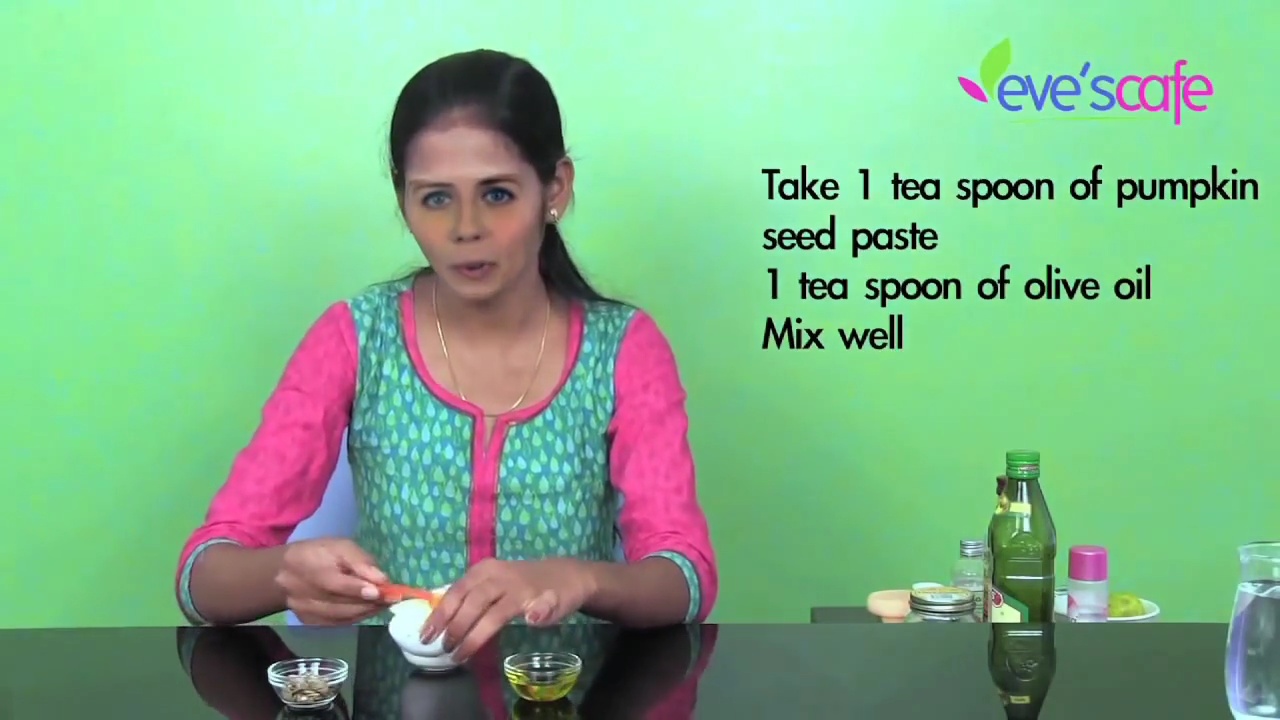 eve'scafe
Take 1 tea spoon of pumpkin
seed paste
1 tea spoon of olive oil
Mix well